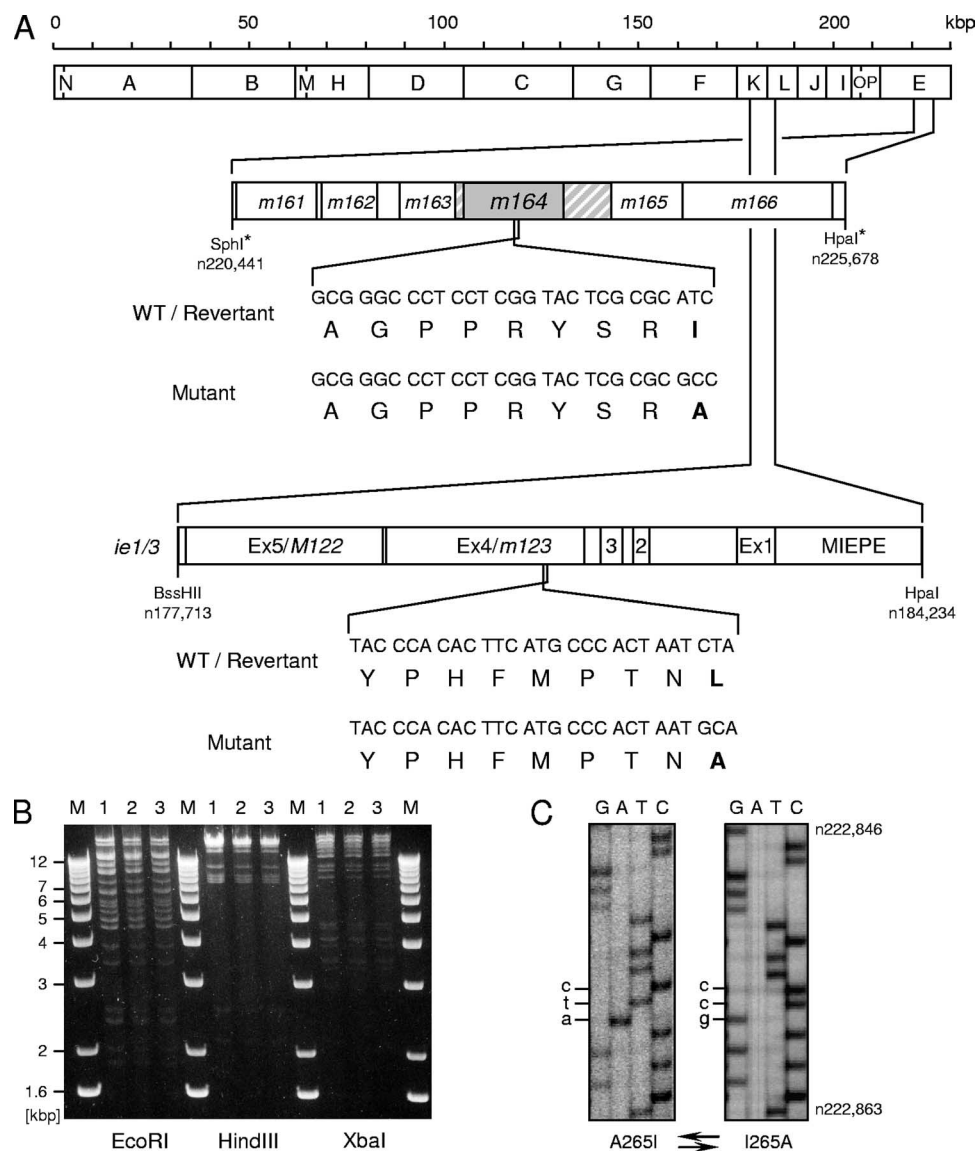 A
0 50 100 150 200 kbp
N A B M H D C G F K L J I OP E
m161 m162 m163 m164 m165 m166
SphI* HpaI*
n220,441 n225,678
GCG GGC CCT CCT CGG TAC TCG CGC ATC
WT / Revertant
A G P P R Y S R I
GCG GGC CCT CCT CGG TAC TCG CGC GCC
Mutant
A G P P R Y S R A
ie1/3 Ex5/M122 Ex4/m123 3 2 Ex1 MIEPE
BssHII HpaI
n177,713 n184,234
TAC CCA CAC TTC ATG CCC ACT AAT CTA
WT / Revertant
Y P H F M P T N L
TAC CCA CAC TTC ATG CCC ACT AAT GCA
Mutant
Y P H F M P T N A
B
M 1 2 3 M 1 2 3 M 1 2 3 M
12
7
6
5
4
3
2
1.6
[kbp]
EcoRI HindIII XbaI
C
G A T C G A T C
n222,846
c c
t c
a g
n222,863
A265I I265A